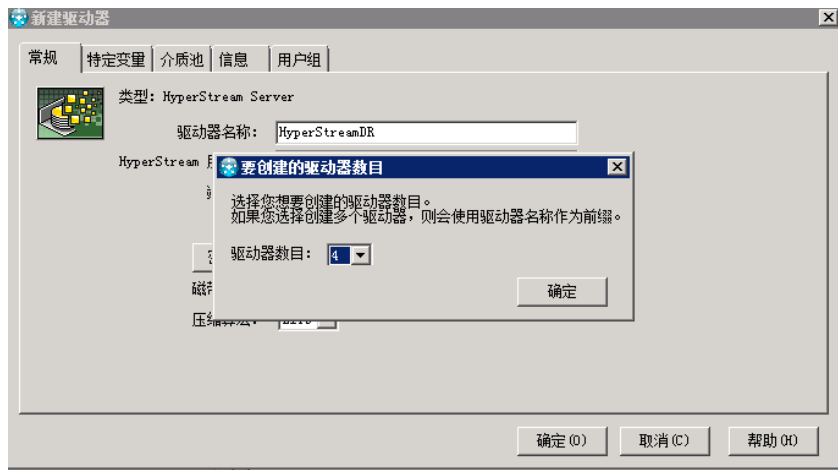 新建驱动器
常规 特定变量 介质池 信息 用户组
类型: HyperStream Server
驱动器名称: HyperStreamDR
HyperStream
要创建的驱动器数目
选择您想要创建的驱动器数目。
如果您选择创建多个驱动器，则会使用驱动器名称作为前缀。
驱动器数目: 4
确定
磁带
压缩算法:
确定(O) 取消(C) 帮助(H)